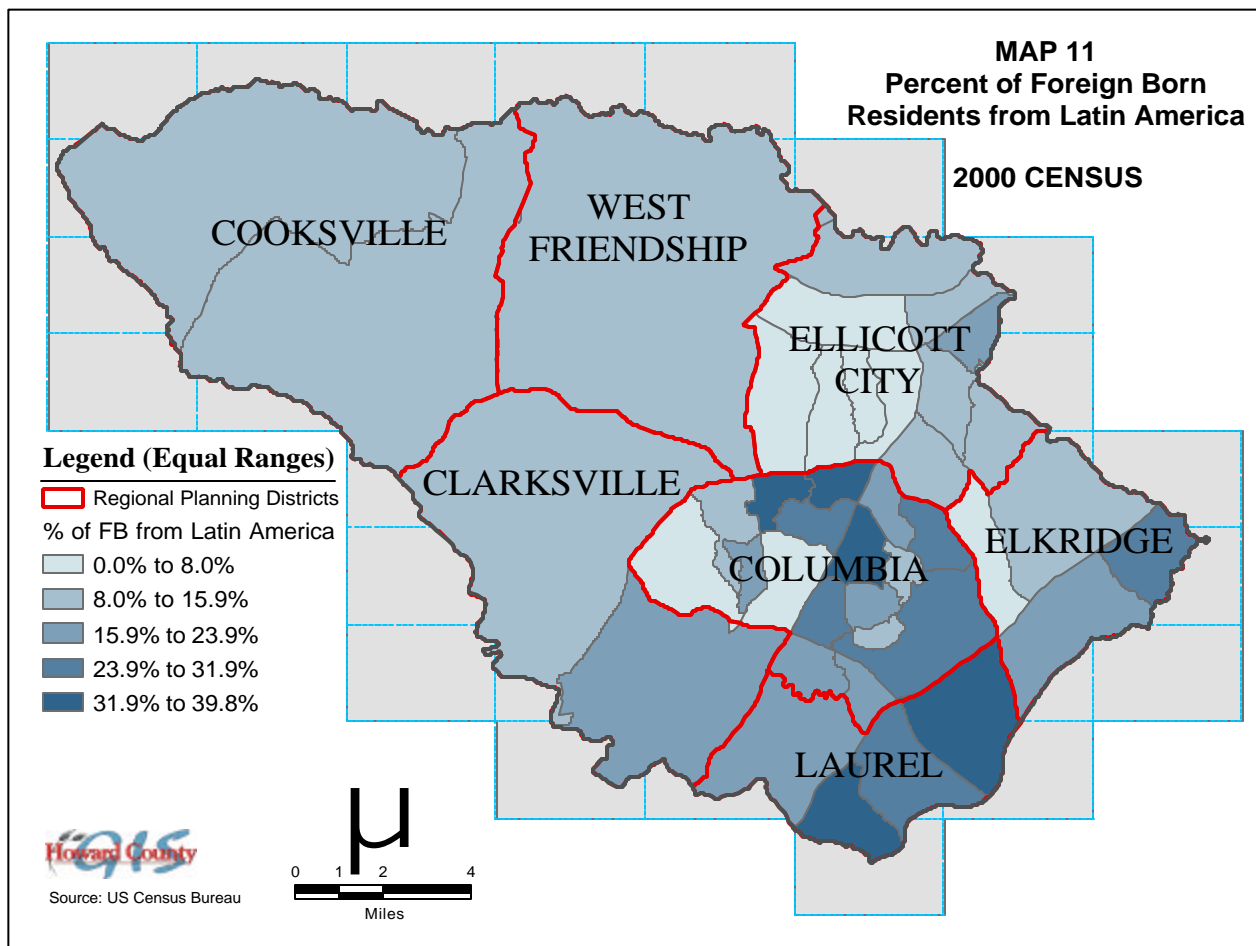 MAP 11
Percent of Foreign Born
Residents from Latin America
2000 CENSUS
COOKSVILLE
WEST
FRIENDSHIP
ELLICOTT
CITY
CLARKSVILLE
COLUMBIA
ELKRIDGE
LAUREL
Legend (Equal Ranges)
Regional Planning Districts
% of FB from Latin America
0.0% to 8.0%
8.0% to 15.9%
15.9% to 23.9%
23.9% to 31.9%
31.9% to 39.8%
µ
GIS
Howard County
Source: US Census Bureau
0 1 2 4
Miles